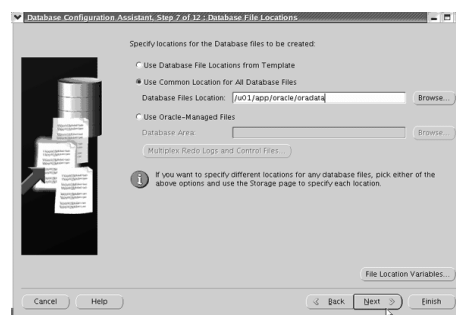 Database Configuration Assistant, Step 7 of 12 : Database File Locations
Specify locations for the Database files to be created:
Use Database File Locations from Template
Use Common Location for All Database Files
Database Files Location: /u01/app/oracle/oradata Browse...
Use Oracle-Managed Files
Database Area: Browse...
Multiplex Redo Logs and Control Files...
If you want to specify different locations for any database files, pick either of the
above options and use the Storage page to specify each location.
File Location Variables...
Cancel Help Back Next Finish